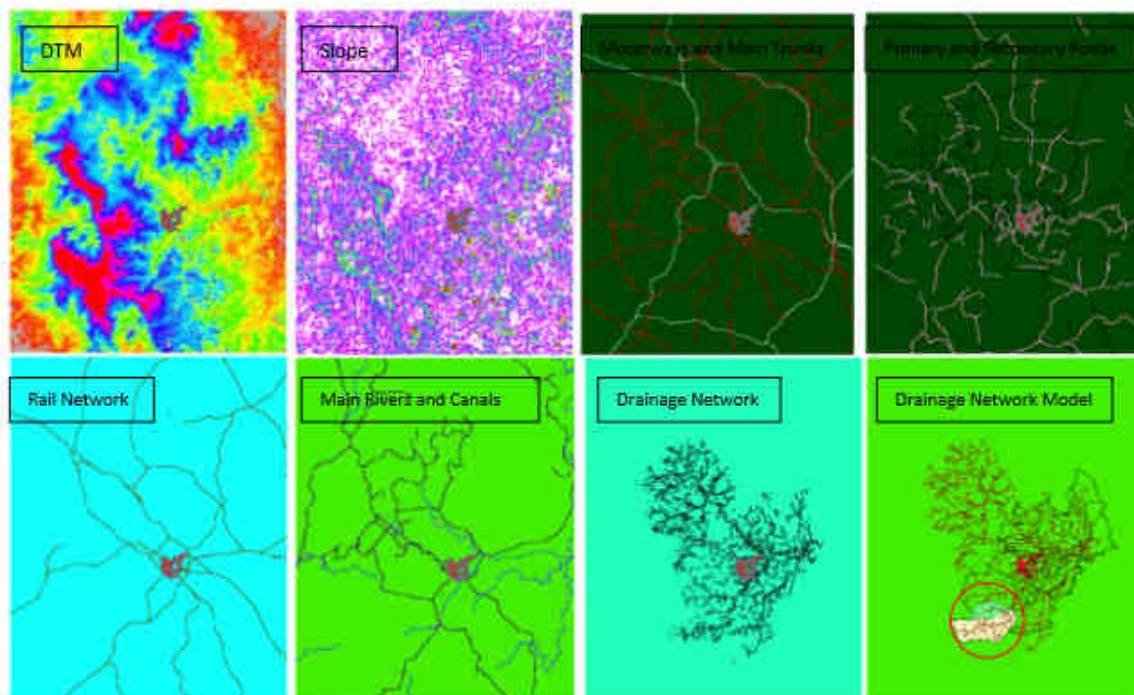 DTM
Slope
Motorways and Main Trunks
Primary and Secondary Roads
Rail Network
Main Rivers and Canals
Drainage Network
Drainage Network Model